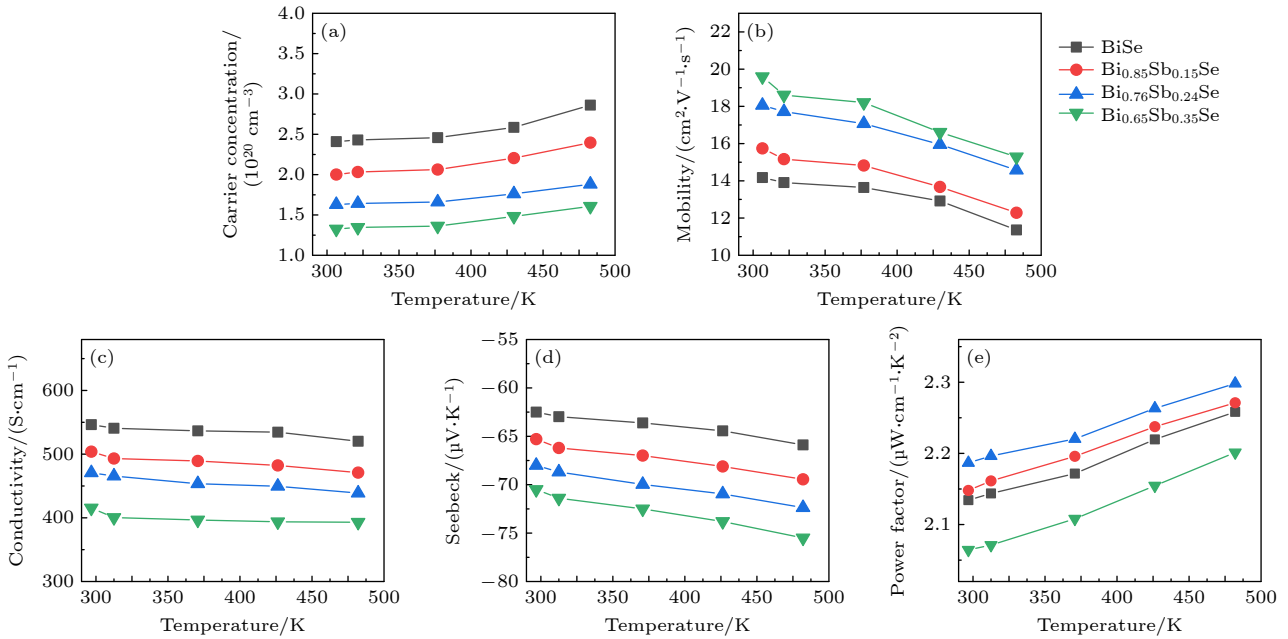 (a)
Carrier concentration/
(10²⁰ cm⁻³)
4.0
3.5
3.0
2.5
2.0
1.5
1.0
300 350 400 450 500
Temperature/K
(b)
Mobility/(cm²·V⁻¹·s⁻¹)
22
20
18
16
14
12
10
300 350 400 450 500
Temperature/K
BiSe
Bi₀.₈₅Sb₀.₁₅Se
Bi₀.₇₆Sb₀.₂₄Se
Bi₀.₆₅Sb₀.₃₅Se
(c)
Conductivity/(S·cm⁻¹)
600
500
400
300
300 350 400 450 500
Temperature/K
(d)
Seebeck/(μV·K⁻¹)
−55
−60
−65
−70
−75
−80
300 350 400 450 500
Temperature/K
(e)
Power factor/(μW·cm⁻¹·K⁻²)
2.3
2.2
2.1
300 350 400 450 500
Temperature/K